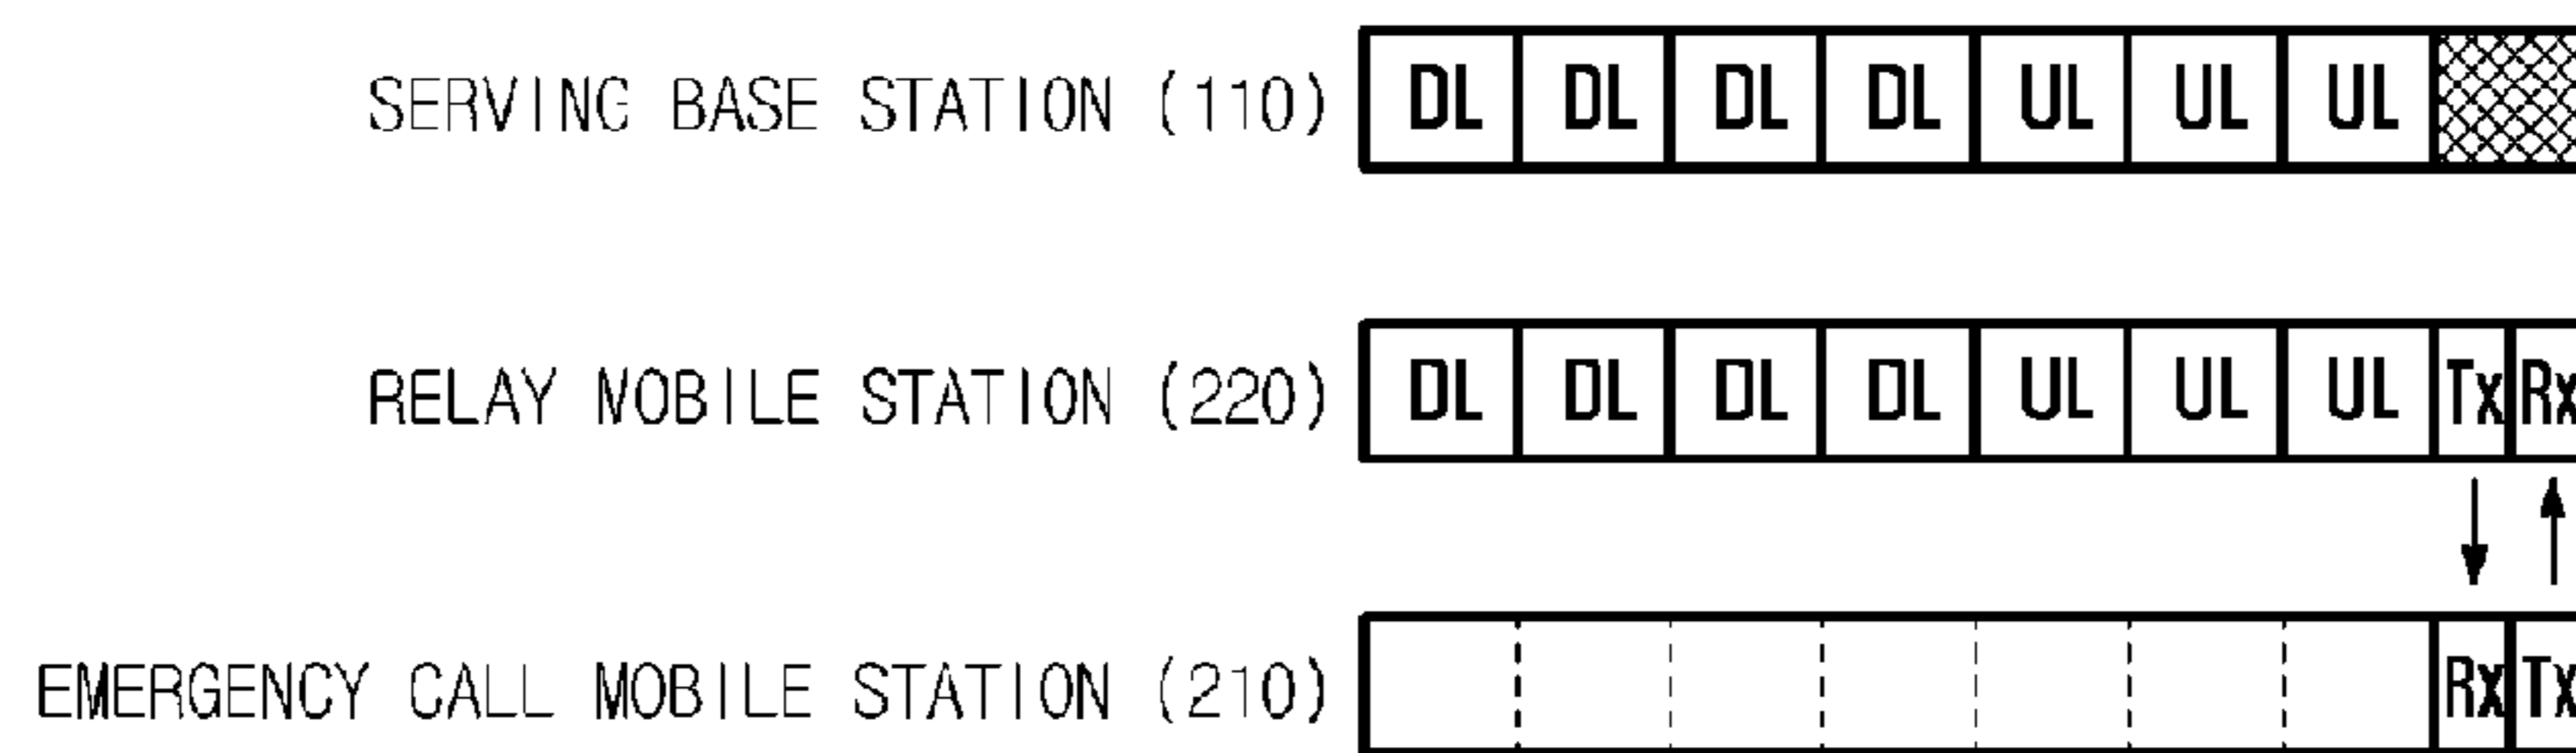 SERVING BASE STATION (110) DL DL DL DL UL UL UL
RELAY MOBILE STATION (220) DL DL DL DL UL UL UL Tx Rx
EMERGENCY CALL MOBILE STATION (210) Rx Tx